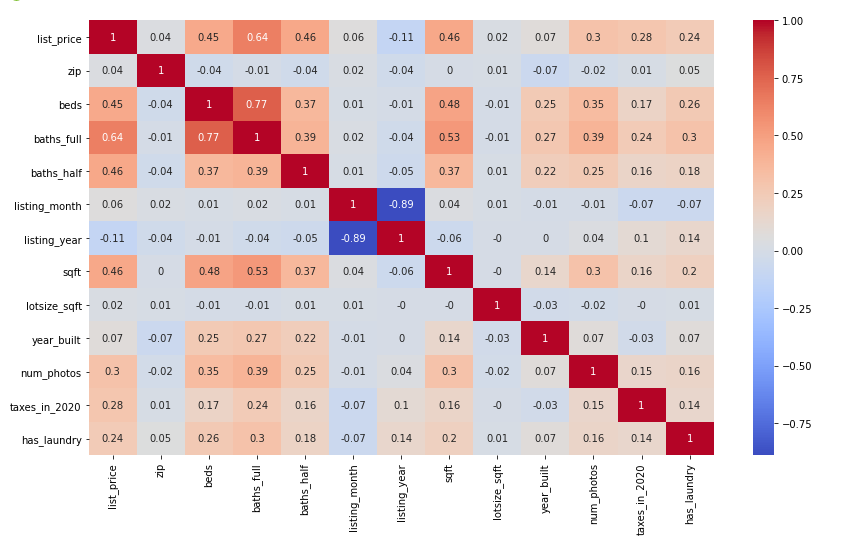 list_price 1 0.04 0.45 0.64 0.46 0.06 -0.11 0.46 0.02 0.07 0.3 0.28 0.24
zip 0.04 1 -0.04 -0.01 -0.04 0.02 -0.04 0 0.01 -0.07 -0.02 0.01 0.05
beds 0.45 -0.04 1 0.77 0.37 0.01 -0.01 0.48 -0.01 0.25 0.35 0.17 0.26
baths_full 0.64 -0.01 0.77 1 0.39 0.02 -0.04 0.53 -0.01 0.27 0.39 0.24 0.3
baths_half 0.46 -0.04 0.37 0.39 1 0.01 -0.05 0.37 0.01 0.22 0.25 0.16 0.18
listing_month 0.06 0.02 0.01 0.02 0.01 1 -0.89 0.04 0.01 -0.01 -0.01 -0.07 -0.07
listing_year -0.11 -0.04 -0.01 -0.04 -0.05 -0.89 1 -0.06 -0 0 0.04 0.1 0.14
sqft 0.46 0 0.48 0.53 0.37 0.04 -0.06 1 -0 0.14 0.3 0.16 0.2
lotsize_sqft 0.02 0.01 -0.01 -0.01 0.01 0.01 -0 -0 1 -0.03 -0.02 -0 0.01
year_built 0.07 -0.07 0.25 0.27 0.22 -0.01 0 0.14 -0.03 1 0.07 -0.03 0.07
num_photos 0.3 -0.02 0.35 0.39 0.25 -0.01 0.04 0.3 -0.02 0.07 1 0.15 0.16
taxes_in_2020 0.28 0.01 0.17 0.24 0.16 -0.07 0.1 0.16 -0 -0.03 0.15 1 0.14
has_laundry 0.24 0.05 0.26 0.3 0.18 -0.07 0.14 0.2 0.01 0.07 0.16 0.14 1
list_price zip beds baths_full baths_half listing_month listing_year sqft lotsize_sqft year_built num_photos taxes_in_2020 has_laundry
1.00
0.75
0.50
0.25
0.00
−0.25
−0.50
−0.75